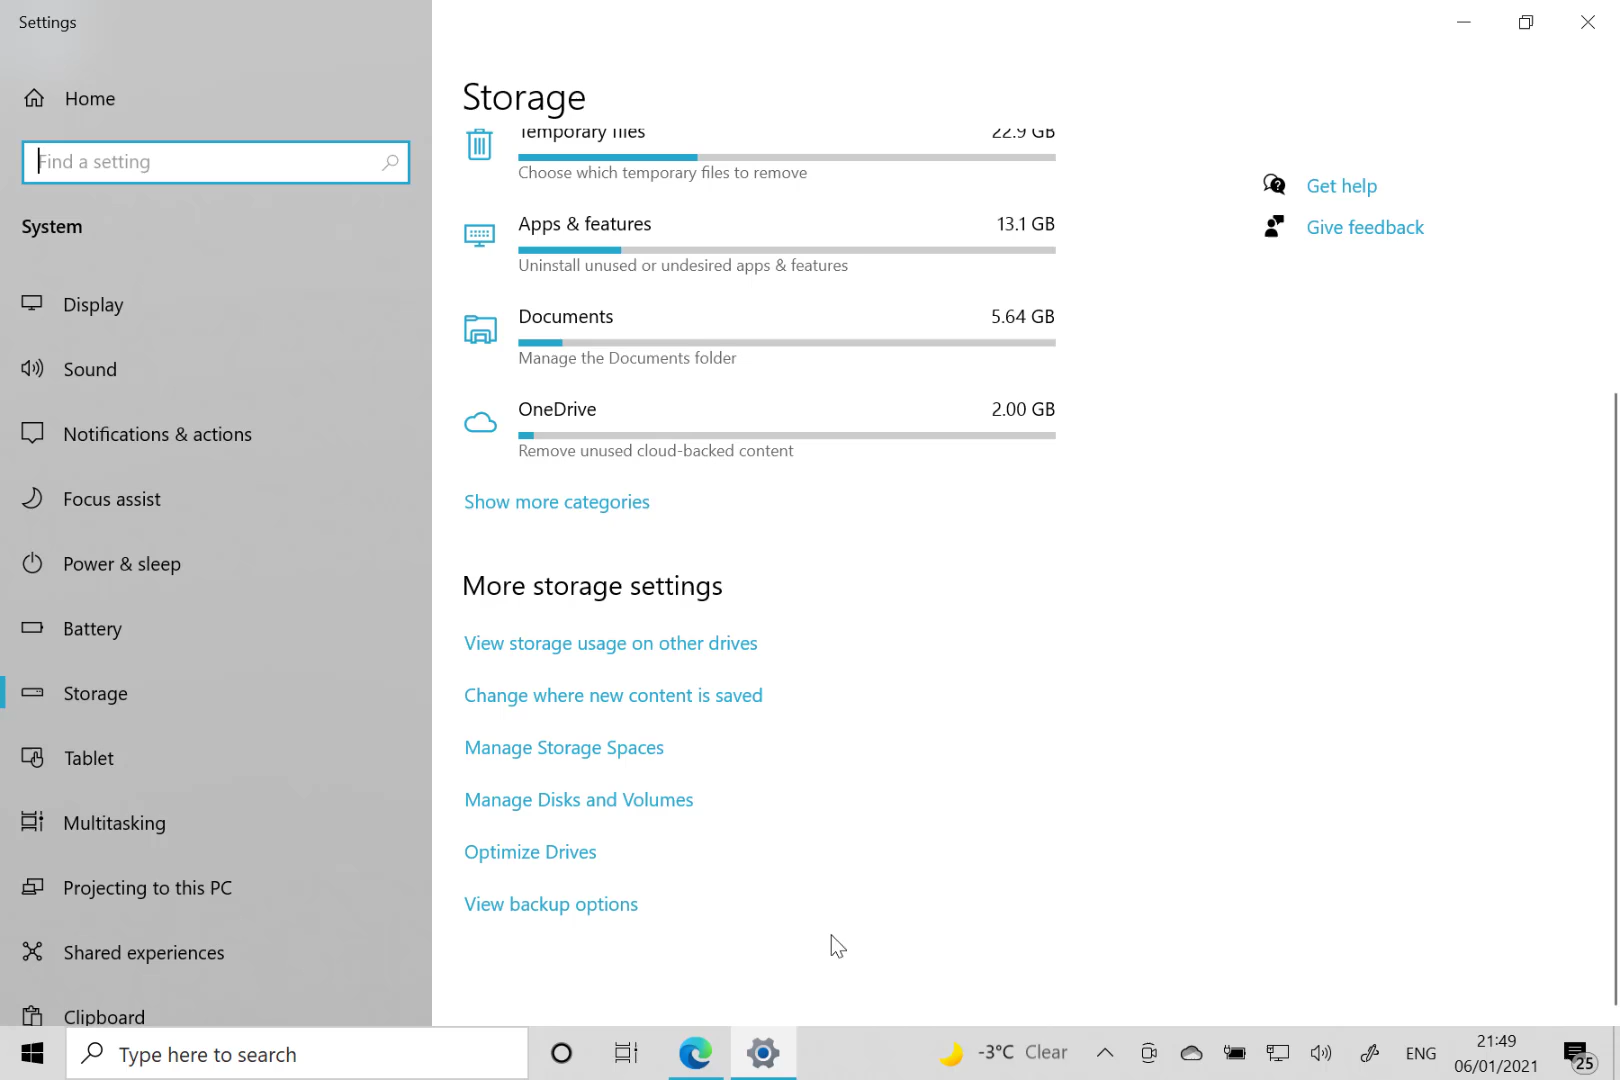 Settings
Home
Find a setting
System
Display
Sound
Notifications & actions
Focus assist
Power & sleep
Battery
Storage
Tablet
Multitasking
Projecting to this PC
Shared experiences
Clipboard
Storage
Temporary files 22.9 GB
Choose which temporary files to remove
Apps & features 13.1 GB
Uninstall unused or undesired apps & features
Documents 5.64 GB
Manage the Documents folder
OneDrive 2.00 GB
Remove unused cloud-backed content
Show more categories
More storage settings
View storage usage on other drives
Change where new content is saved
Manage Storage Spaces
Manage Disks and Volumes
Optimize Drives
View backup options
Get help
Give feedback
Type here to search
-3°C Clear
ENG
21:49
06/01/2021
25